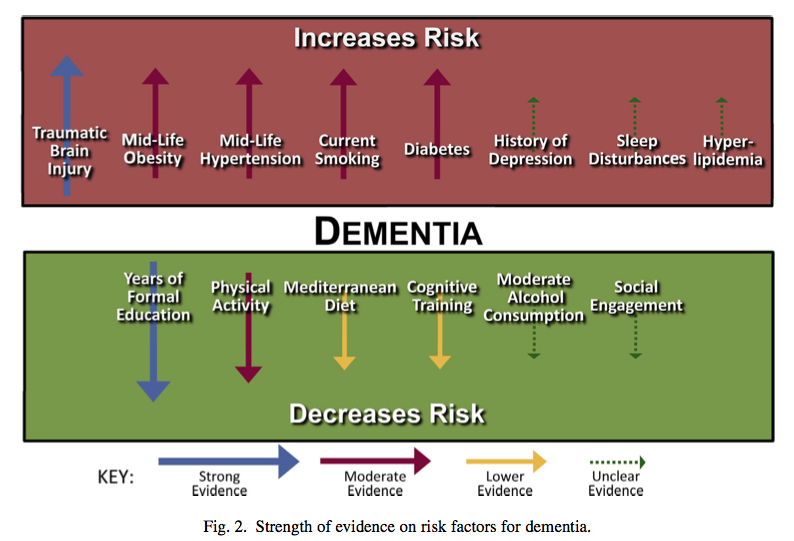 Increases Risk
Traumatic
Brain
Injury
Mid-Life
Obesity
Mid-Life
Hypertension
Current
Smoking
Diabetes
History of
Depression
Sleep
Disturbances
Hyper-
lipidemia
DEMENTIA
Years of
Formal
Education
Physical
Activity
Mediterranean
Diet
Cognitive
Training
Moderate
Alcohol
Consumption
Social
Engagement
Decreases Risk
KEY:
Strong
Evidence
Moderate
Evidence
Lower
Evidence
Unclear
Evidence
Fig. 2. Strength of evidence on risk factors for dementia.